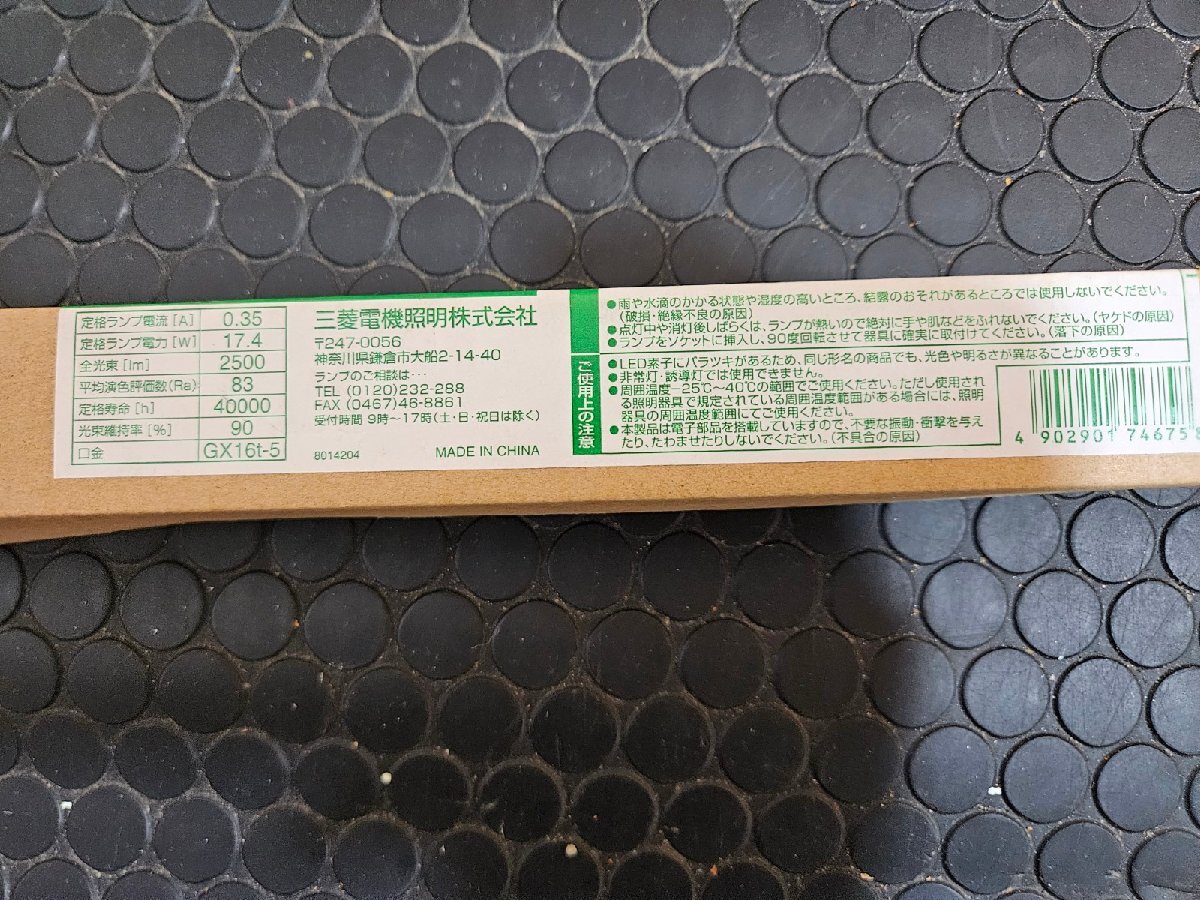 定格ランプ電流 [A] 0.35
定格ランプ電力 [W] 17.4
全光束 [lm] 2500
平均演色評価数(Ra) 83
定格寿命 [h] 40000
光束維持率 [%] 90
口金 GX16t-5
三菱電機照明株式会社
〒247-0056
神奈川県鎌倉市大船2-14-40
ランプのご相談は…
TEL (0120)232-288
FAX (0467)46-8861
受付時間 9時〜17時(土・日・祝日は除く)
8014204 MADE IN CHINA
ご使用上の注意
●雨や水滴のかかる状態や湿度の高いところ、結露のおそれがあるところでは使用しないでください。
(破損・絶縁不良の原因)
●点灯中や消灯後しばらくは、ランプが熱いので絶対に手や肌などをふれないでください。(ヤケドの原因)
●ランプをソケットに挿入し、90度回転させて器具に確実に取付けてください。(落下の原因)
●LED素子にバラツキがあるため、同じ形名の商品でも、光色や明るさが異なることがあります。
●非常灯・誘導灯では使用できません。
●周囲温度−25℃〜40℃の範囲でご使用ください。ただし使用され
る照明器具で規定されている周囲温度範囲がある場合には、照明
器具の周囲温度範囲にてご使用ください。
●本製品は電子部品を搭載していますので、不要な振動・衝撃を与え
たり、たわませたりしないでください。(不具合の原因)
4 902901 74675